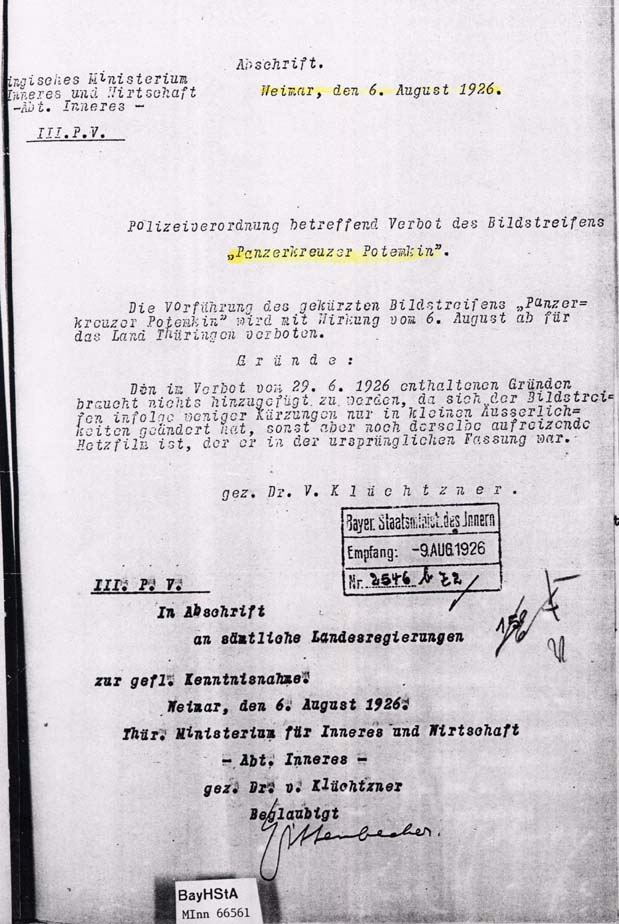 Abschrift.
ingisches Ministerium
Inneres und Wirtschaft
-Abt. Inneres -
III.P.V.
Weimar, den 6. August 1926.
Polizeiverordnung betreffend Verbot des Bildstreifens
„Panzerkreuzer Potemkin".
Die Vorführung des gekürzten Bildstreifens „Panzer=
kreuzer Potemkin" wird mit Wirkung vom 6. August ab für
das Land Thüringen verboten.
Gründe:
Den im Verbot vom 29. 6. 1926 enthaltenen Gründen
braucht nichts hinzugefügt zu werden, da sich der Bildstrei-
fen infolge weniger Kürzungen nur in kleinen Ausserlich=
keiten geändert hat, sonst aber noch derselbe aufreizende
Hetzfilm ist, der er in der ursprünglichen Fassung war.
gez. Dr. V. Klüchtzner.
Bayer. Staatsminist. des Innern
Empfang: -9. AUG. 1926
Nr. 2546 b 72
III. P. V.
In Abschrift
an sämtliche Landesregierungen
zur gefl. Kenntnisnahme.
Weimar, den 6. August 1926.
Thür. Ministerium für Inneres und Wirtschaft
- Abt. Inneres -
gez. Dr. v. Klüchtzner
Beglaubigt
BayHStA
MInn 66561